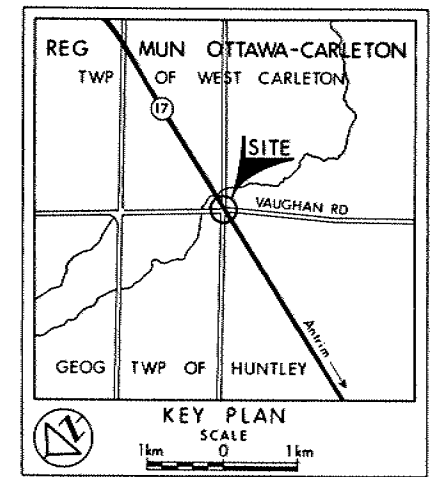 REG MUN OTTAWA-CARLETON
TWP OF WEST CARLETON
17
SITE
VAUGHAN RD
Antrim
GEOG TWP OF HUNTLEY
N
KEY PLAN
SCALE
1km 0 1km